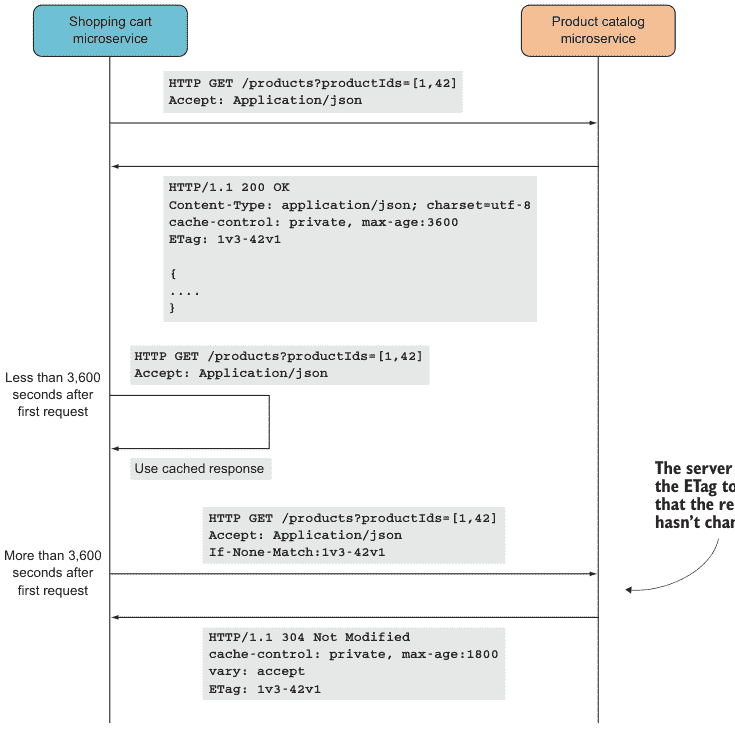 Shopping cart
microservice
Product catalog
microservice
HTTP GET /products?productIds=[1,42]
Accept: Application/json
HTTP/1.1 200 OK
Content-Type: application/json; charset=utf-8
cache-control: private, max-age:3600
ETag: 1v3-42v1
{
....
}
HTTP GET /products?productIds=[1,42]
Accept: Application/json
Less than 3,600
seconds after
first request
Use cached response
The server
the ETag to
that the re
hasn't char
HTTP GET /products?productIds=[1,42]
Accept: Application/json
If-None-Match:1v3-42v1
More than 3,600
seconds after
first request
HTTP/1.1 304 Not Modified
cache-control: private, max-age:1800
vary: accept
ETag: 1v3-42v1